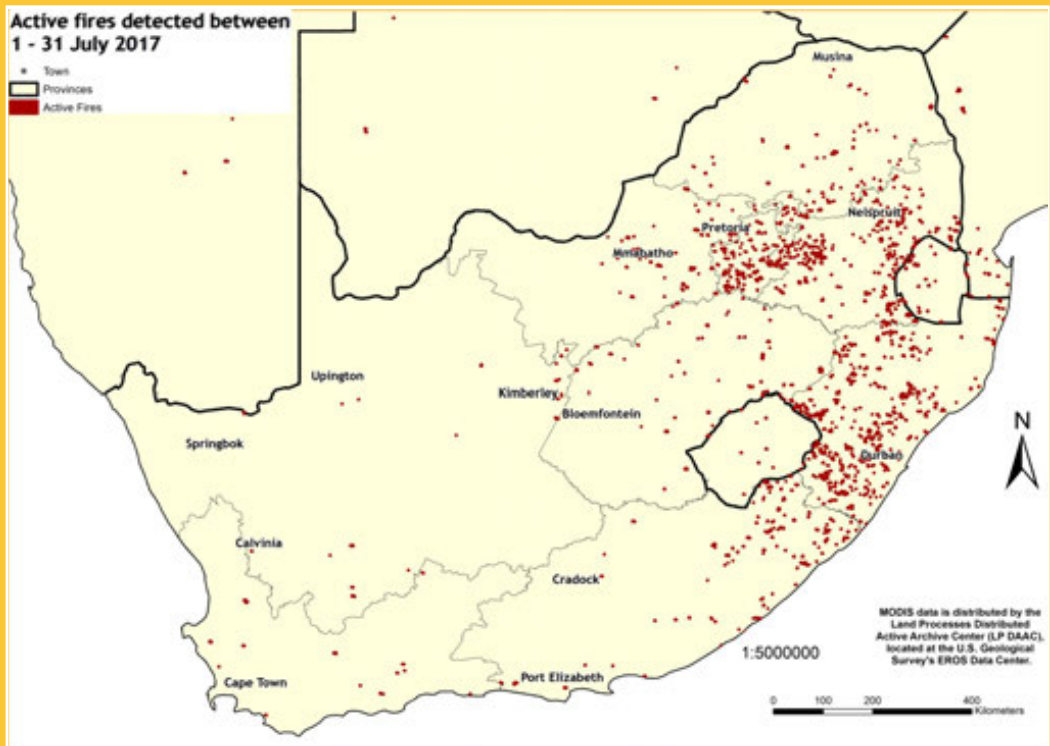 Active fires detected between
1 - 31 July 2017
Town
Provinces
Active Fires
Musina
Nelspruit
Pretoria
Mmabatho
Upington
Kimberley
Bloemfontein
Springbok
Durban
N
Calvinia
Cradock
MODIS data is distributed by the
Land Processes Distributed
Active Archive Center (LP DAAC),
located at the U.S. Geological
Survey's EROS Data Center.
1:5000000
Port Elizabeth
Cape Town
0 100 200 400
Kilometers